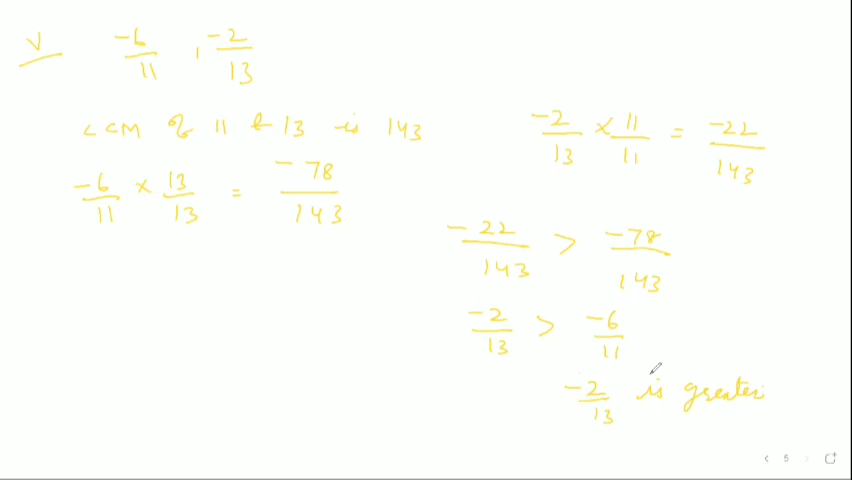 V -6/11 , -2/13
LCM of 11 & 13 is 143
-6/11 × 13/13 = -78/143
-2/13 × 11/11 = -22/143
-22/143 > -78/143
-2/13 > -6/11
-2/13 is greater.
5